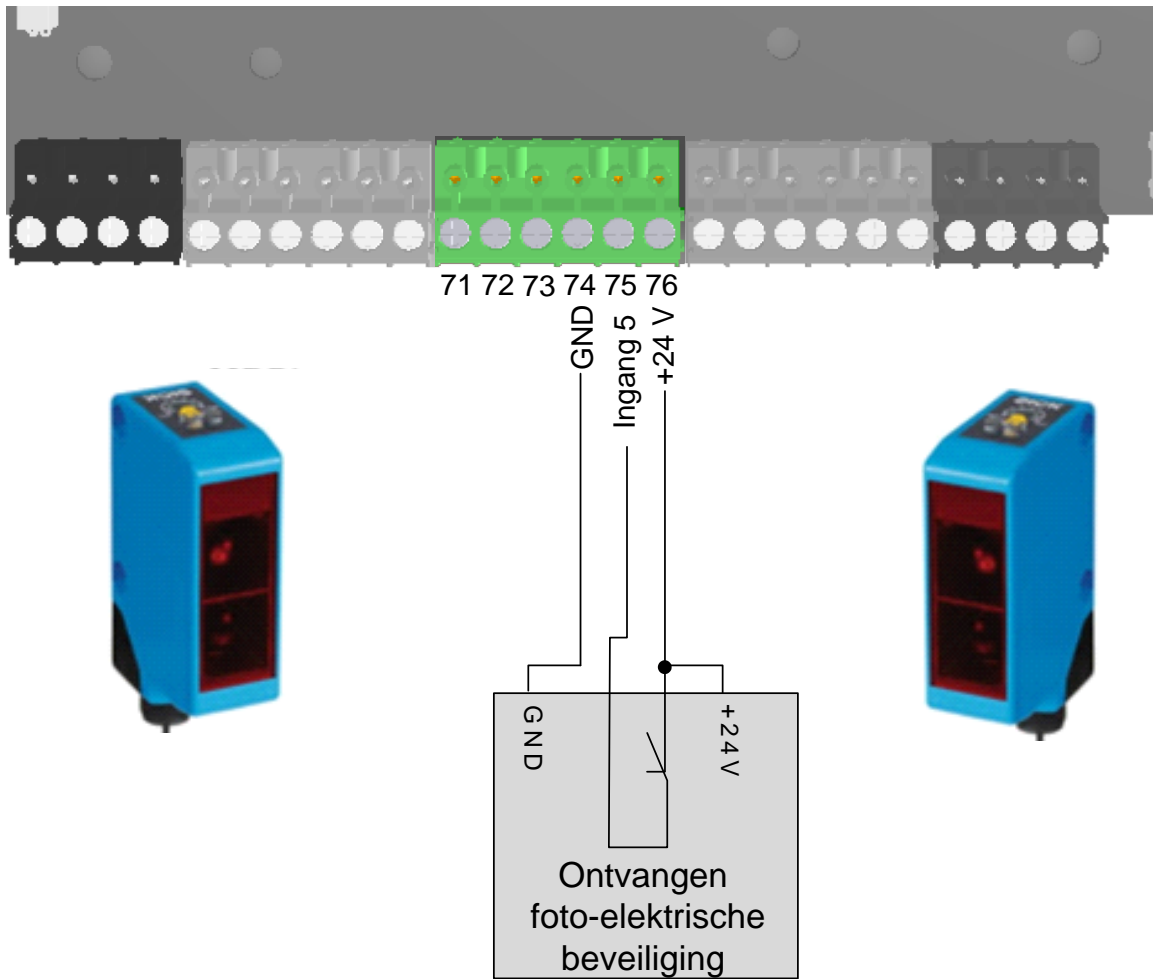 71 72 73 74 75 76
GND
Ingang 5
+24 V
GND
+24V
Ontvangen
foto-elektrische
beveiliging